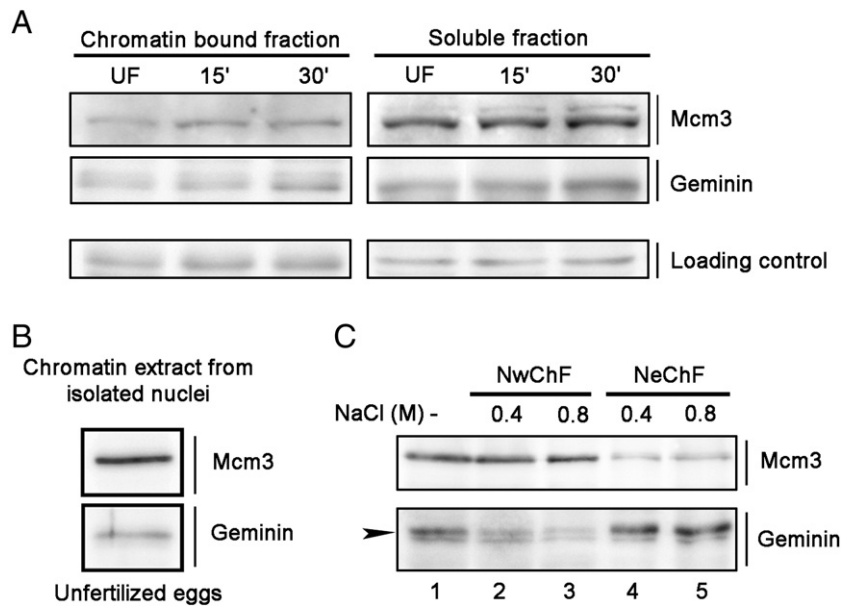 A
Chromatin bound fraction
Soluble fraction
UF 15' 30'
UF 15' 30'
Mcm3
Geminin
Loading control
B
Chromatin extract from
isolated nuclei
Mcm3
Geminin
Unfertilized eggs
C
NwChF NeChF
NaCl (M) - 0.4 0.8 0.4 0.8
Mcm3
Geminin
1 2 3 4 5